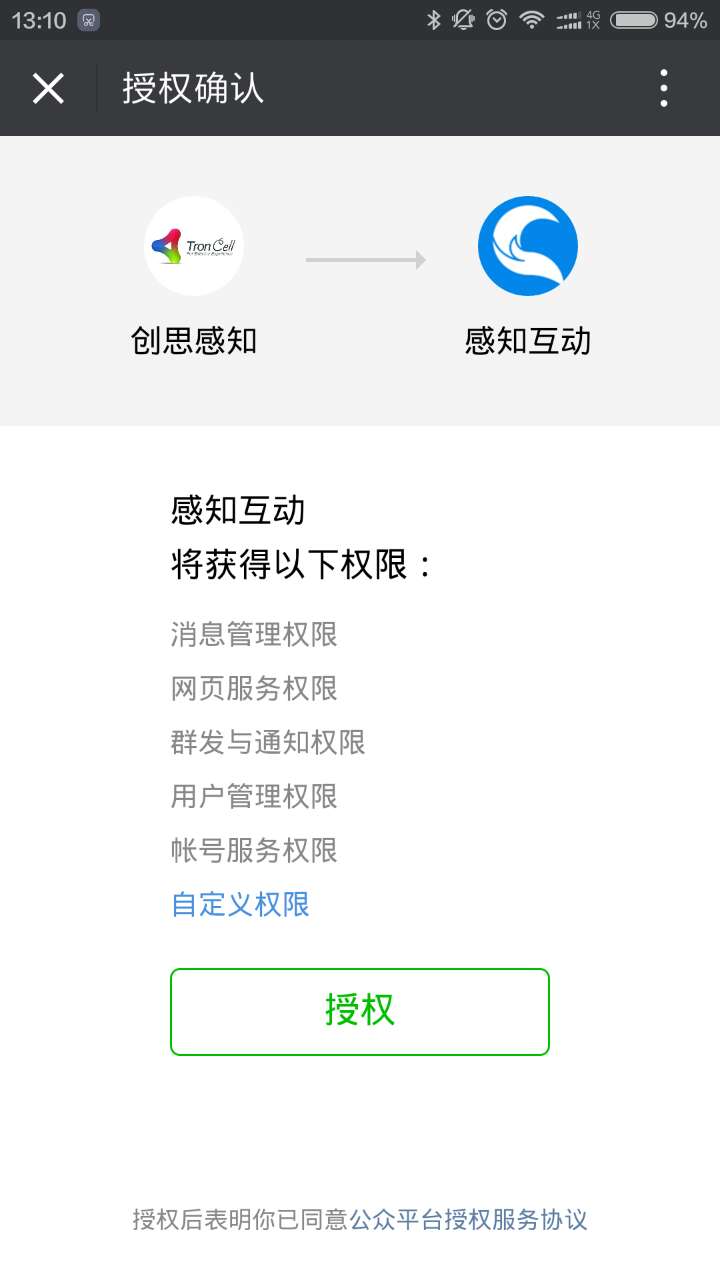 13:10
4G
1X
94%
授权确认
Tron Cell
创思感知
感知互动
感知互动
将获得以下权限：
消息管理权限
网页服务权限
群发与通知权限
用户管理权限
帐号服务权限
自定义权限
授权
授权后表明你已同意公众平台授权服务协议